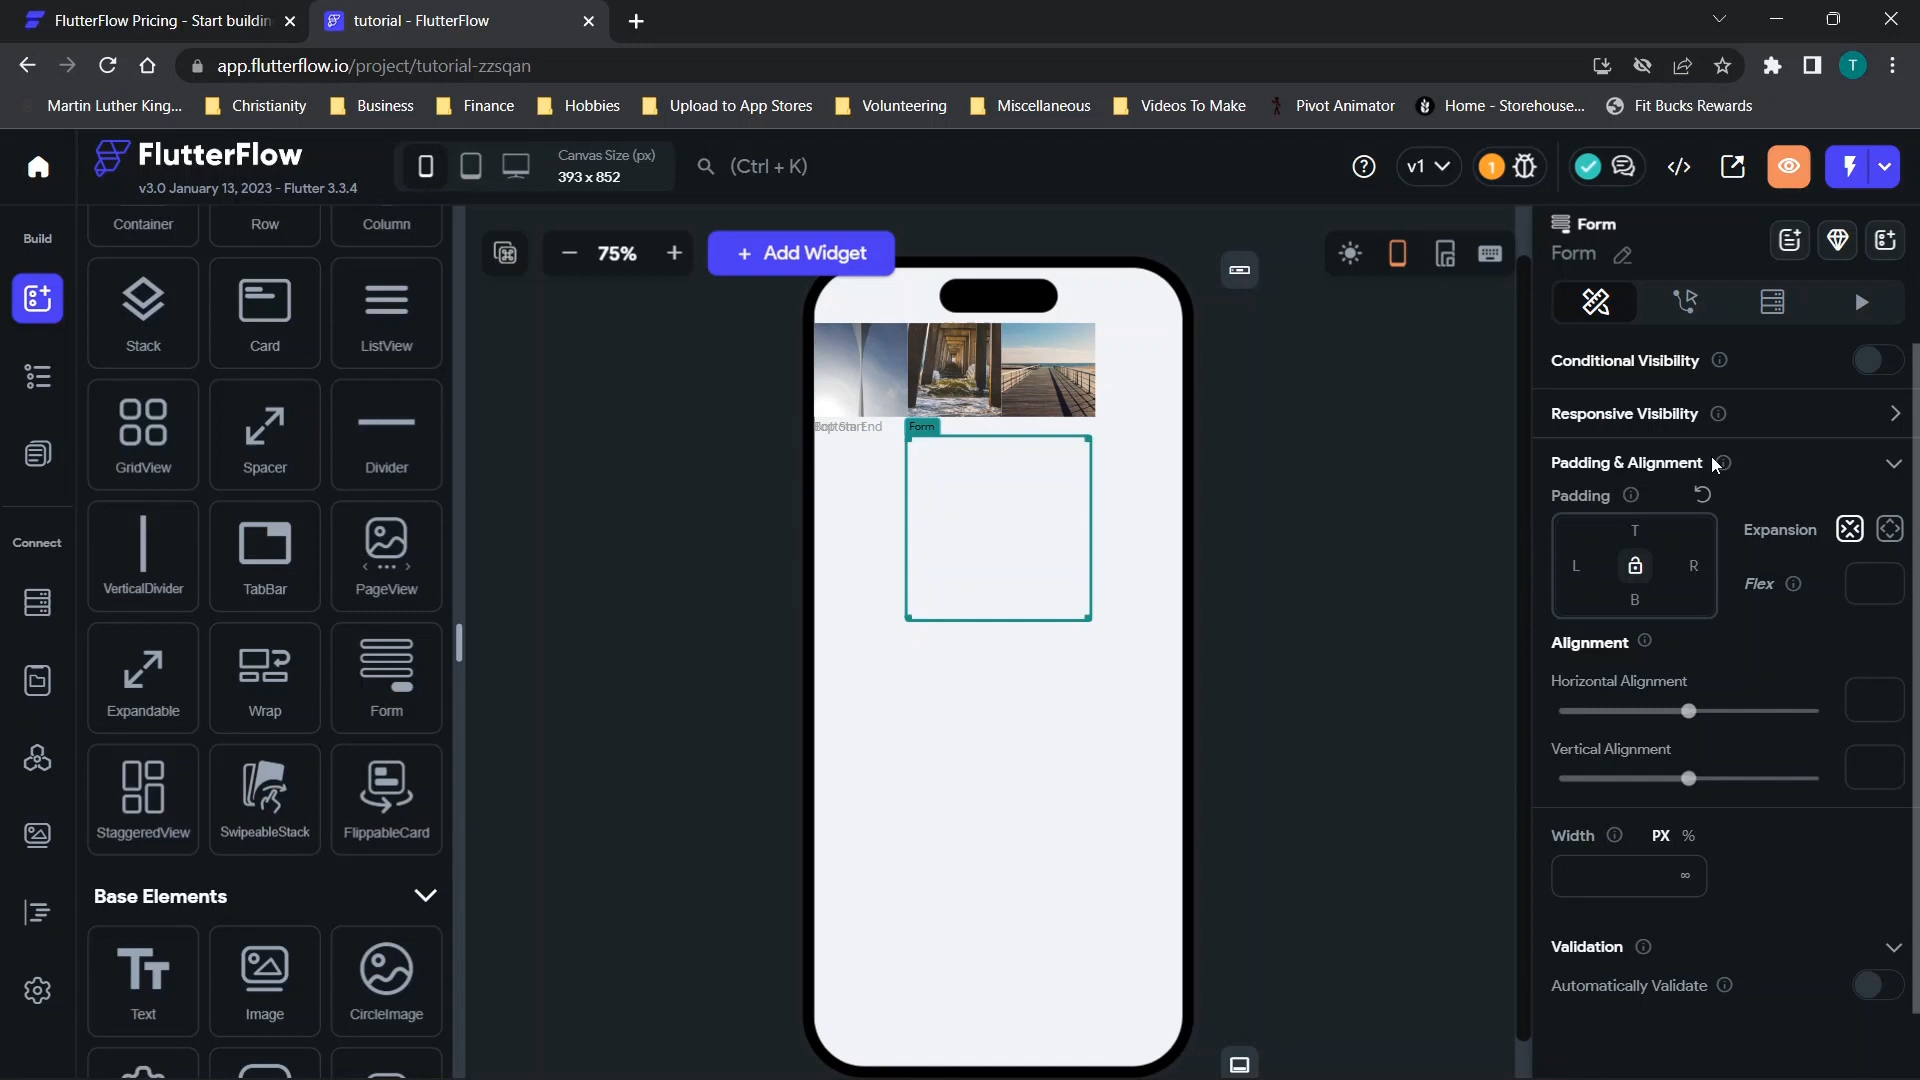 FlutterFlow Pricing - Start buildin
tutorial - FlutterFlow
app.flutterflow.io/project/tutorial-zzsqan
T
Martin Luther King...
Christianity
Business
Finance
Hobbies
Upload to App Stores
Volunteering
Miscellaneous
Videos To Make
Pivot Animator
Home - Storehouse...
Fit Bucks Rewards
FlutterFlow
v3.0 January 13, 2023 - Flutter 3.3.4
Canvas Size (px)
393 x 852
(Ctrl + K)
v1
1
Build
Connect
Container
Row
Column
Stack
Card
ListView
GridView
Spacer
Divider
VerticalDivider
TabBar
PageView
Expandable
Wrap
Form
StaggeredView
SwipeableStack
FlippableCard
Base Elements
Text
Image
CircleImage
75%
+ Add Widget
End
Form
Form
Form
Conditional Visibility
Responsive Visibility
Padding & Alignment
Padding
T
L
R
B
Expansion
Flex
Alignment
Horizontal Alignment
Vertical Alignment
Width
PX %
∞
Validation
Automatically Validate